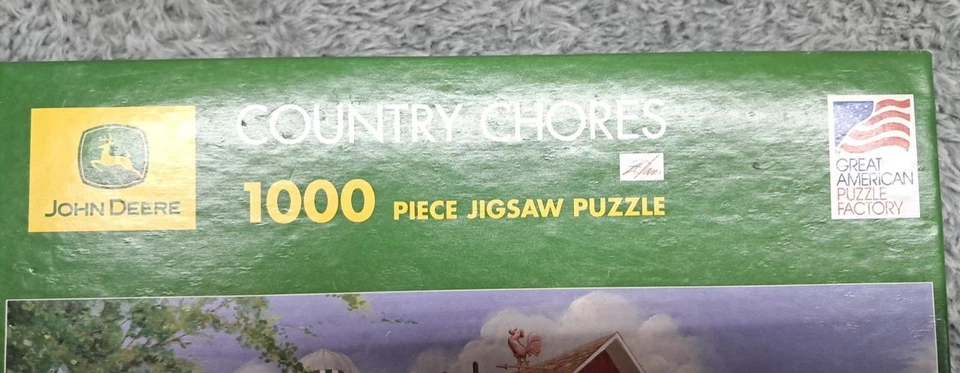 COUNTRY CHORES
1000 PIECE JIGSAW PUZZLE
JOHN DEERE
GREAT
AMERICAN
PUZZLE
FACTORY